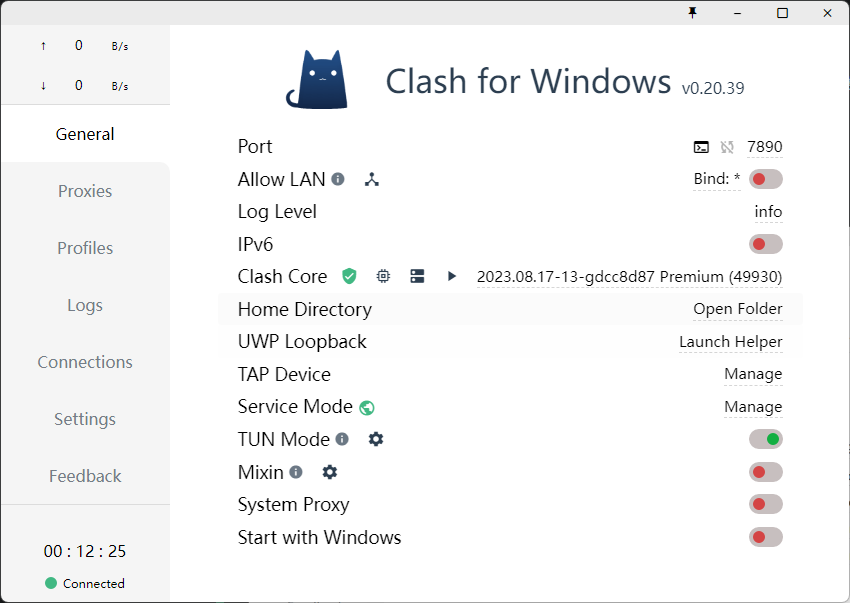 ↑ 0 B/s
↓ 0 B/s
General
Proxies
Profiles
Logs
Connections
Settings
Feedback
00 : 12 : 25
Connected
Clash for Windows v0.20.39
Port 7890
Allow LAN Bind: *
Log Level info
IPv6
Clash Core 2023.08.17-13-gdcc8d87 Premium (49930)
Home Directory Open Folder
UWP Loopback Launch Helper
TAP Device Manage
Service Mode Manage
TUN Mode
Mixin
System Proxy
Start with Windows